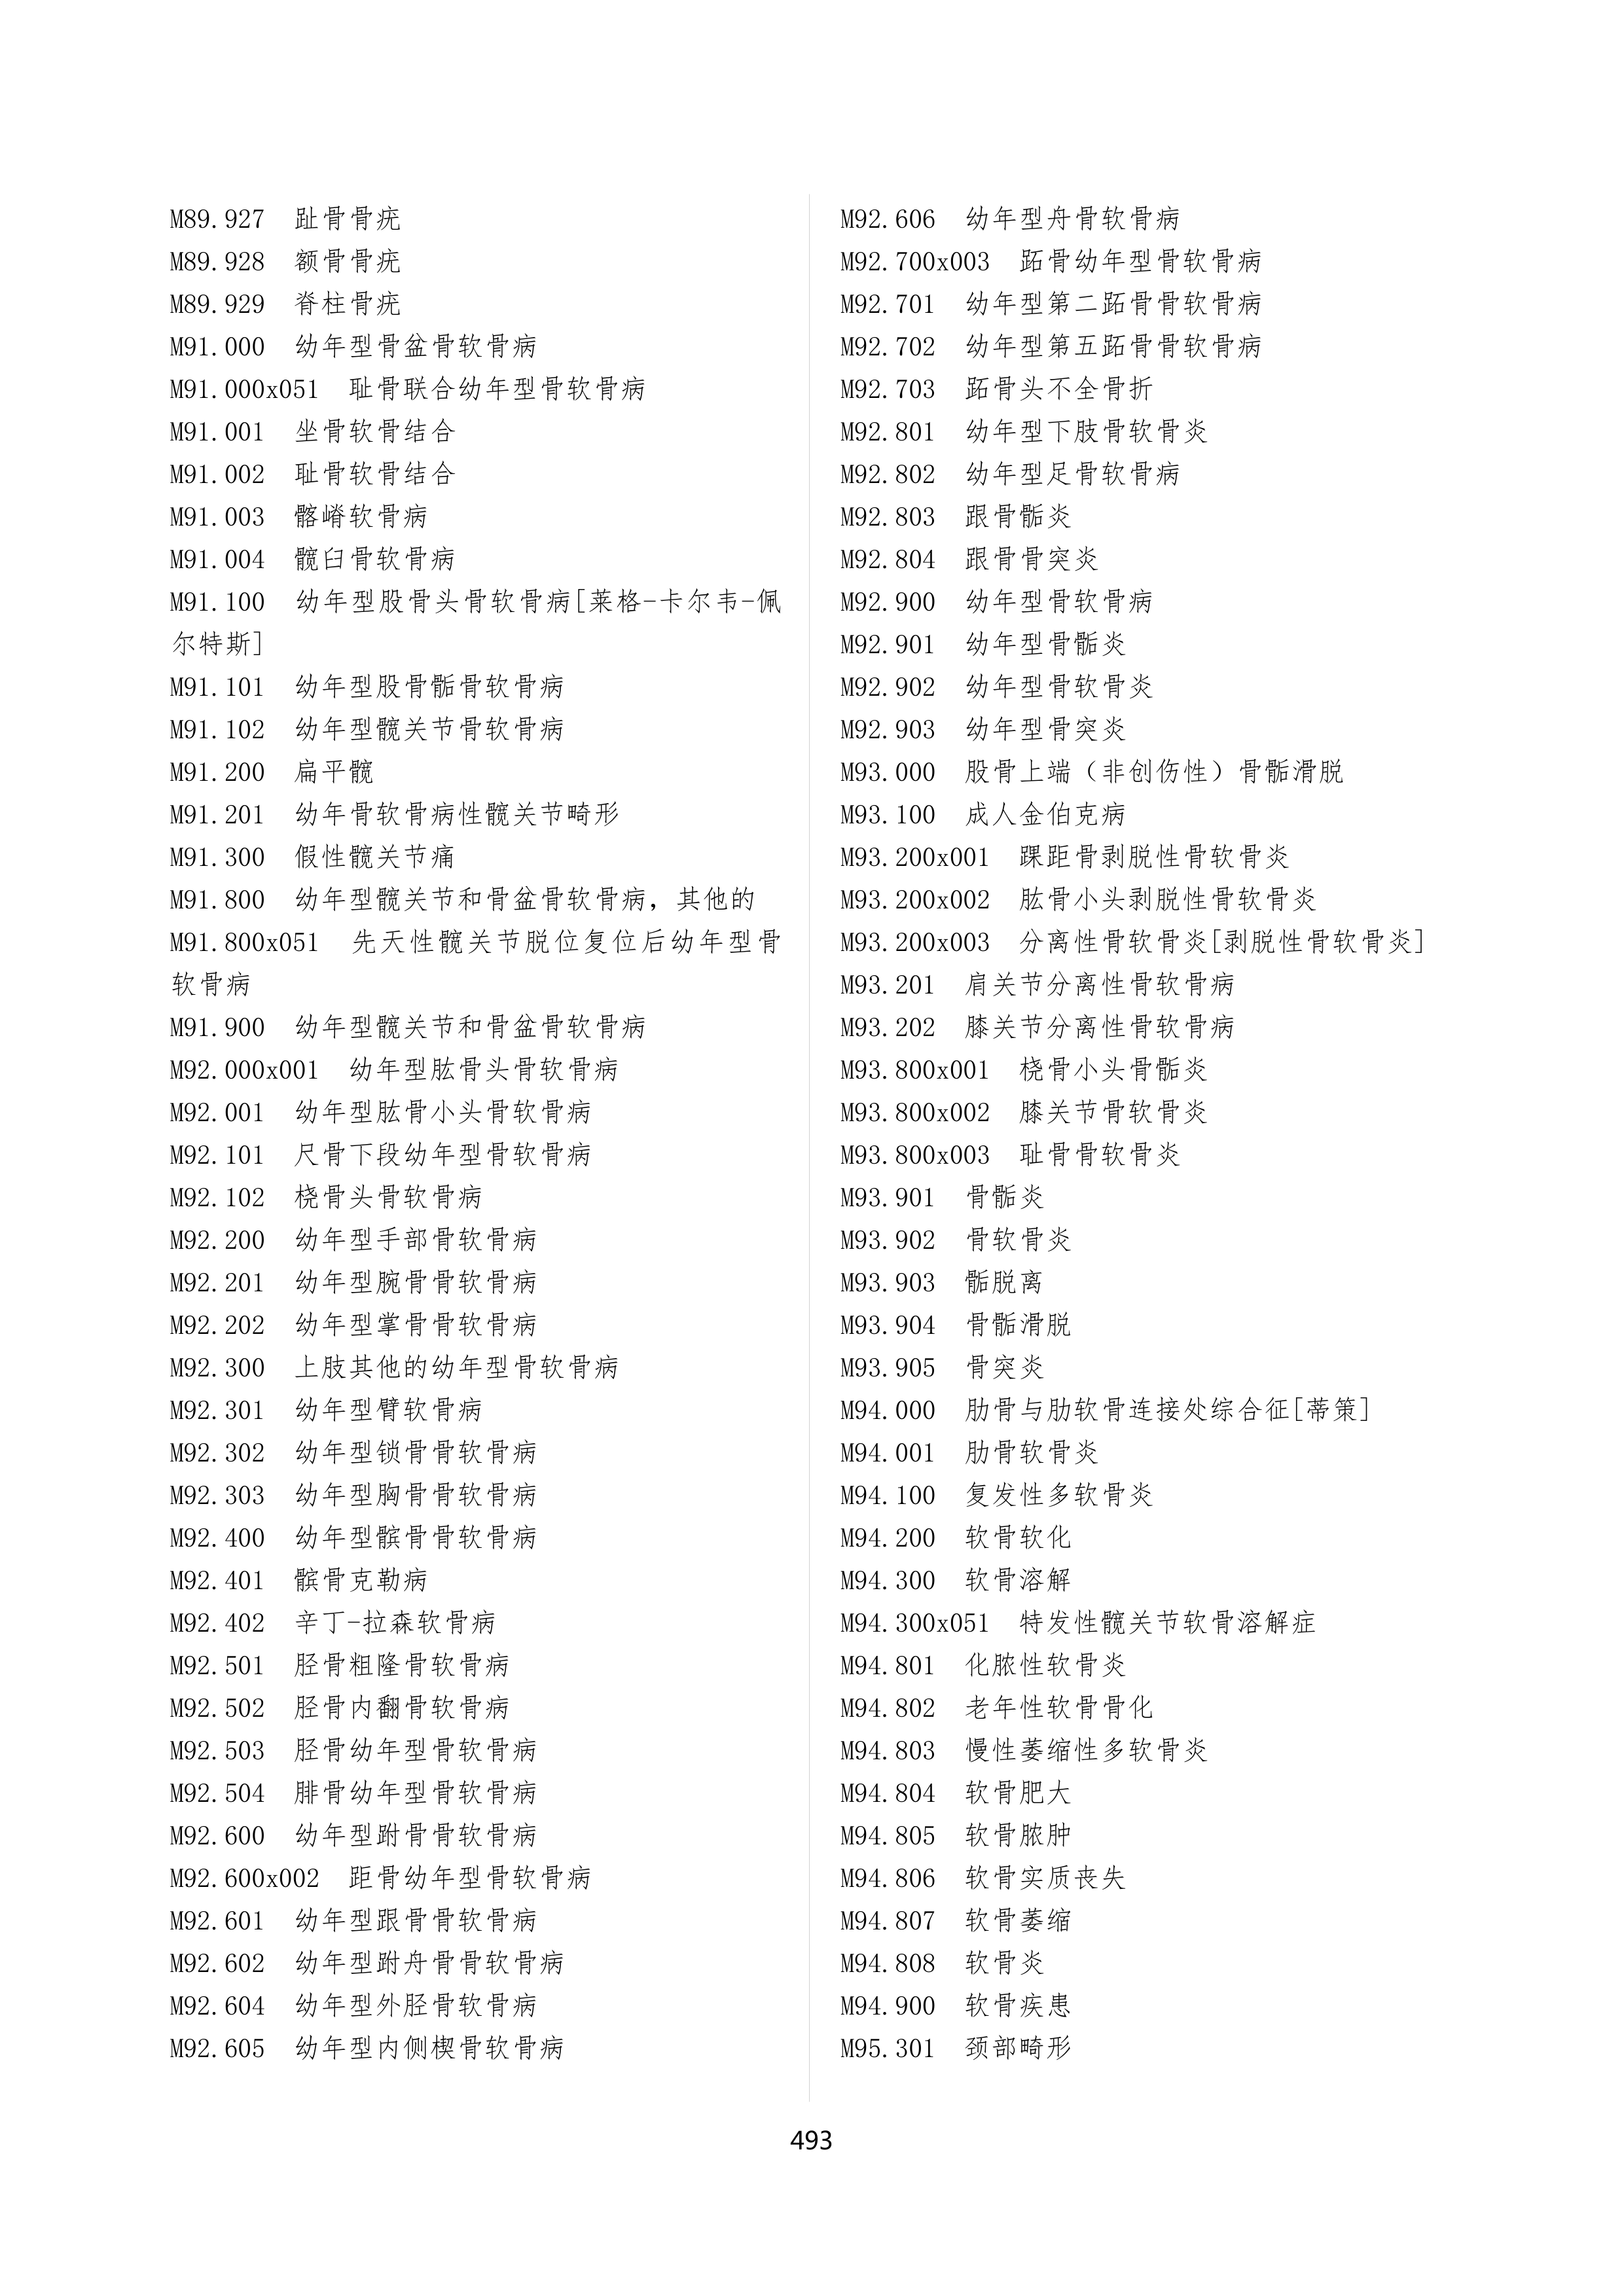 M89.927 趾骨骨疣
M89.928 额骨骨疣
M89.929 脊柱骨疣
M91.000 幼年型骨盆骨软骨病
M91.000x051 耻骨联合幼年型骨软骨病
M91.001 坐骨软骨结合
M91.002 耻骨软骨结合
M91.003 髂嵴软骨病
M91.004 髋臼骨软骨病
M91.100 幼年型股骨头骨软骨病[莱格-卡尔韦-佩
尔特斯]
M91.101 幼年型股骨骺骨软骨病
M91.102 幼年型髋关节骨软骨病
M91.200 扁平髋
M91.201 幼年骨软骨病性髋关节畸形
M91.300 假性髋关节痛
M91.800 幼年型髋关节和骨盆骨软骨病，其他的
M91.800x051 先天性髋关节脱位复位后幼年型骨
软骨病
M91.900 幼年型髋关节和骨盆骨软骨病
M92.000x001 幼年型肱骨头骨软骨病
M92.001 幼年型肱骨小头骨软骨病
M92.101 尺骨下段幼年型骨软骨病
M92.102 桡骨头骨软骨病
M92.200 幼年型手部骨软骨病
M92.201 幼年型腕骨骨软骨病
M92.202 幼年型掌骨骨软骨病
M92.300 上肢其他的幼年型骨软骨病
M92.301 幼年型臂软骨病
M92.302 幼年型锁骨骨软骨病
M92.303 幼年型胸骨骨软骨病
M92.400 幼年型髌骨骨软骨病
M92.401 髌骨克勒病
M92.402 辛丁-拉森软骨病
M92.501 胫骨粗隆骨软骨病
M92.502 胫骨内翻骨软骨病
M92.503 胫骨幼年型骨软骨病
M92.504 腓骨幼年型骨软骨病
M92.600 幼年型跗骨骨软骨病
M92.600x002 距骨幼年型骨软骨病
M92.601 幼年型跟骨骨软骨病
M92.602 幼年型跗舟骨骨软骨病
M92.604 幼年型外胫骨软骨病
M92.605 幼年型内侧楔骨软骨病
M92.606 幼年型舟骨软骨病
M92.700x003 跖骨幼年型骨软骨病
M92.701 幼年型第二跖骨骨软骨病
M92.702 幼年型第五跖骨骨软骨病
M92.703 跖骨头不全骨折
M92.801 幼年型下肢骨软骨炎
M92.802 幼年型足骨软骨病
M92.803 跟骨骺炎
M92.804 跟骨骨突炎
M92.900 幼年型骨软骨病
M92.901 幼年型骨骺炎
M92.902 幼年型骨软骨炎
M92.903 幼年型骨突炎
M93.000 股骨上端（非创伤性）骨骺滑脱
M93.100 成人金伯克病
M93.200x001 踝距骨剥脱性骨软骨炎
M93.200x002 肱骨小头剥脱性骨软骨炎
M93.200x003 分离性骨软骨炎[剥脱性骨软骨炎]
M93.201 肩关节分离性骨软骨病
M93.202 膝关节分离性骨软骨病
M93.800x001 桡骨小头骨骺炎
M93.800x002 膝关节骨软骨炎
M93.800x003 耻骨骨软骨炎
M93.901 骨骺炎
M93.902 骨软骨炎
M93.903 骺脱离
M93.904 骨骺滑脱
M93.905 骨突炎
M94.000 肋骨与肋软骨连接处综合征[蒂策]
M94.001 肋骨软骨炎
M94.100 复发性多软骨炎
M94.200 软骨软化
M94.300 软骨溶解
M94.300x051 特发性髋关节软骨溶解症
M94.801 化脓性软骨炎
M94.802 老年性软骨骨化
M94.803 慢性萎缩性多软骨炎
M94.804 软骨肥大
M94.805 软骨脓肿
M94.806 软骨实质丧失
M94.807 软骨萎缩
M94.808 软骨炎
M94.900 软骨疾患
M95.301 颈部畸形
493